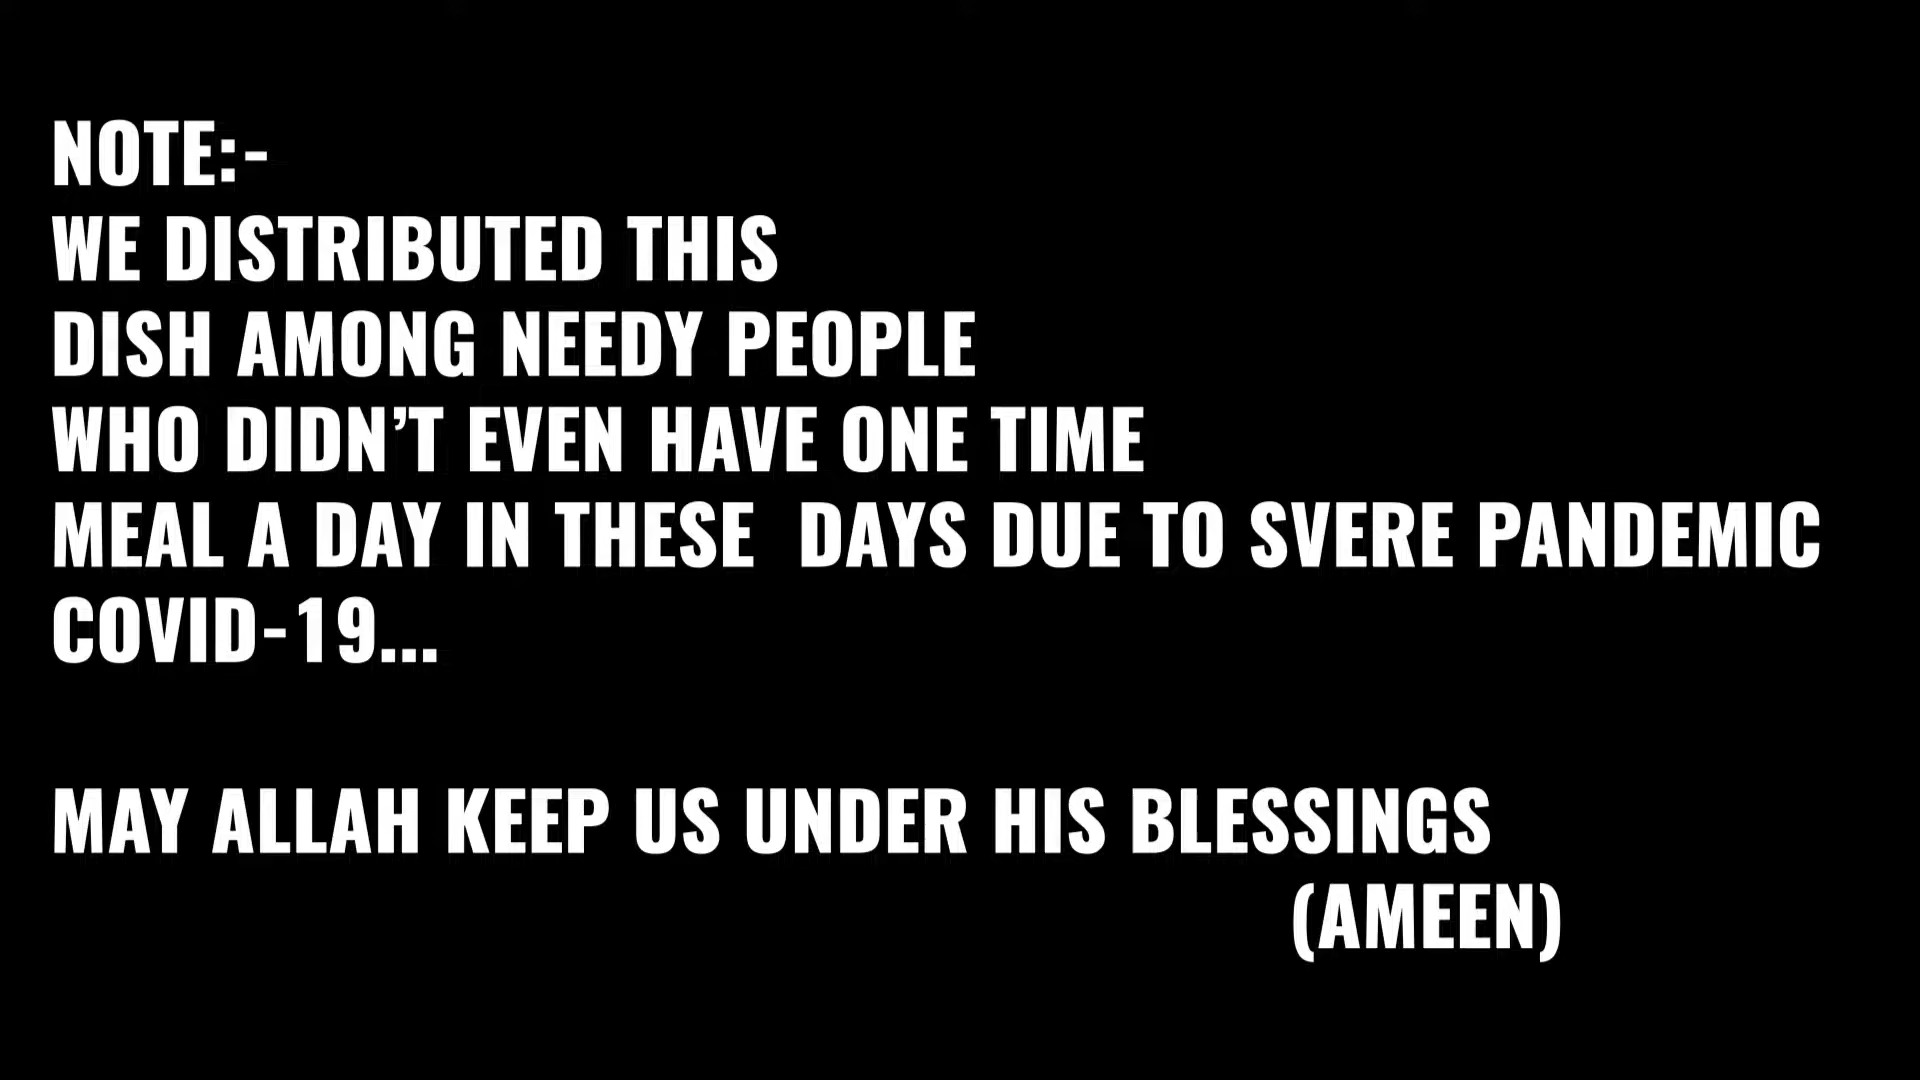 NOTE:-
WE DISTRIBUTED THIS
DISH AMONG NEEDY PEOPLE
WHO DIDN’T EVEN HAVE ONE TIME
MEAL A DAY IN THESE  DAYS DUE TO SVERE PANDEMIC
COVID-19...
MAY ALLAH KEEP US UNDER HIS BLESSINGS
(AMEEN)